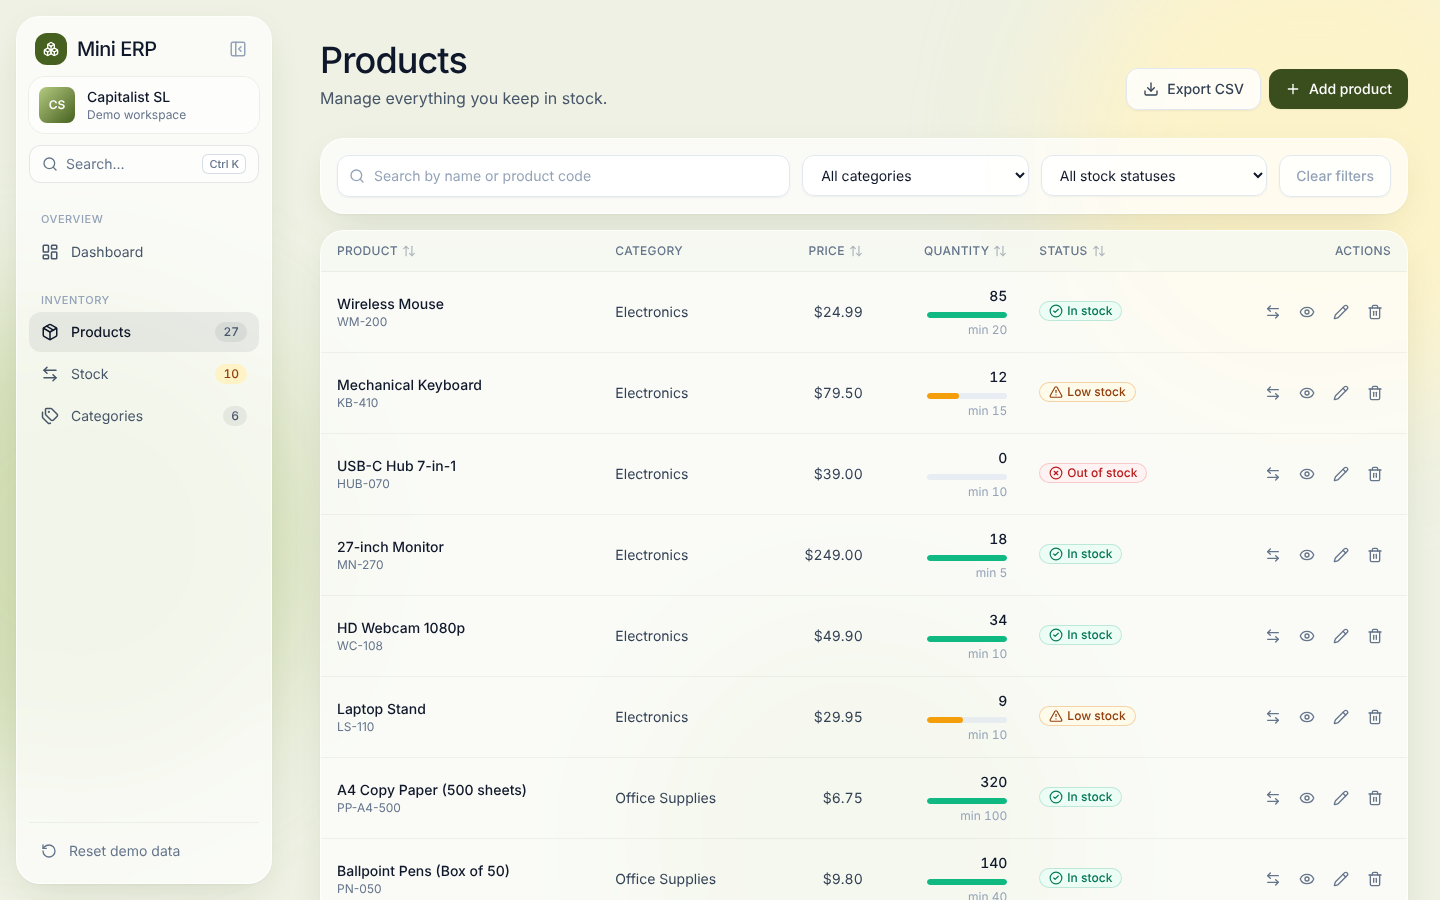 Mini ERP
CS
Capitalist SL
Demo workspace
Search...
Ctrl K
OVERVIEW
Dashboard
INVENTORY
Products 27
Stock 10
Categories 6
Reset demo data
Products
Manage everything you keep in stock.
Export CSV
Add product
Search by name or product code
All categories
All stock statuses
Clear filters
PRODUCT CATEGORY PRICE QUANTITY STATUS ACTIONS
Wireless Mouse
WM-200
Electronics
$24.99
85
min 20
In stock
Mechanical Keyboard
KB-410
Electronics
$79.50
12
min 15
Low stock
USB-C Hub 7-in-1
HUB-070
Electronics
$39.00
0
min 10
Out of stock
27-inch Monitor
MN-270
Electronics
$249.00
18
min 5
In stock
HD Webcam 1080p
WC-108
Electronics
$49.90
34
min 10
In stock
Laptop Stand
LS-110
Electronics
$29.95
9
min 10
Low stock
A4 Copy Paper (500 sheets)
PP-A4-500
Office Supplies
$6.75
320
min 100
In stock
Ballpoint Pens (Box of 50)
PN-050
Office Supplies
$9.80
140
min 40
In stock